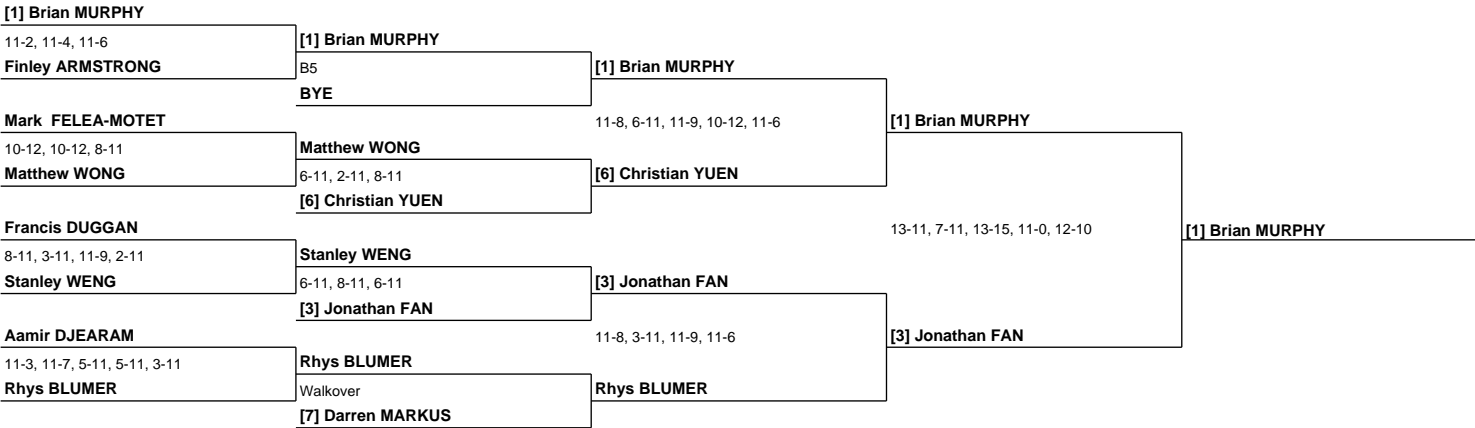 [1] Brian MURPHY
11-2, 11-4, 11-6
Finley ARMSTRONG
Mark  FELEA-MOTET
10-12, 10-12, 8-11
Matthew WONG
Francis DUGGAN
8-11, 3-11, 11-9, 2-11
Stanley WENG
Aamir DJEARAM
11-3, 11-7, 5-11, 5-11, 3-11
Rhys BLUMER
[1] Brian MURPHY
B5
BYE
Matthew WONG
6-11, 2-11, 8-11
[6] Christian YUEN
Stanley WENG
6-11, 8-11, 6-11
[3] Jonathan FAN
Rhys BLUMER
Walkover
[7] Darren MARKUS
[1] Brian MURPHY
11-8, 6-11, 11-9, 10-12, 11-6
[6] Christian YUEN
[3] Jonathan FAN
11-8, 3-11, 11-9, 11-6
Rhys BLUMER
[1] Brian MURPHY
13-11, 7-11, 13-15, 11-0, 12-10
[3] Jonathan FAN
[1] Brian MURPHY